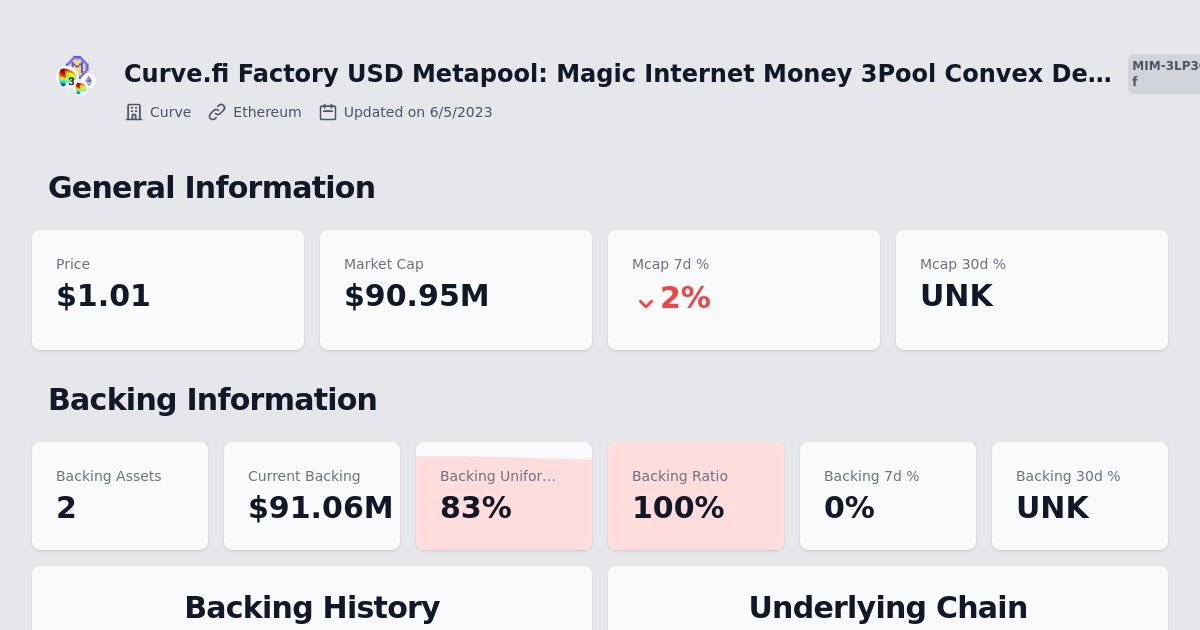 Curve.fi Factory USD Metapool: Magic Internet Money 3Pool Convex De...
MIM-3LP3
f
Curve Ethereum Updated on 6/5/2023
General Information
Price
$1.01
Market Cap
$90.95M
Mcap 7d %
2%
Mcap 30d %
UNK
Backing Information
Backing Assets
2
Current Backing
$91.06M
Backing Unifor...
83%
Backing Ratio
100%
Backing 7d %
0%
Backing 30d %
UNK
Backing History
Underlying Chain